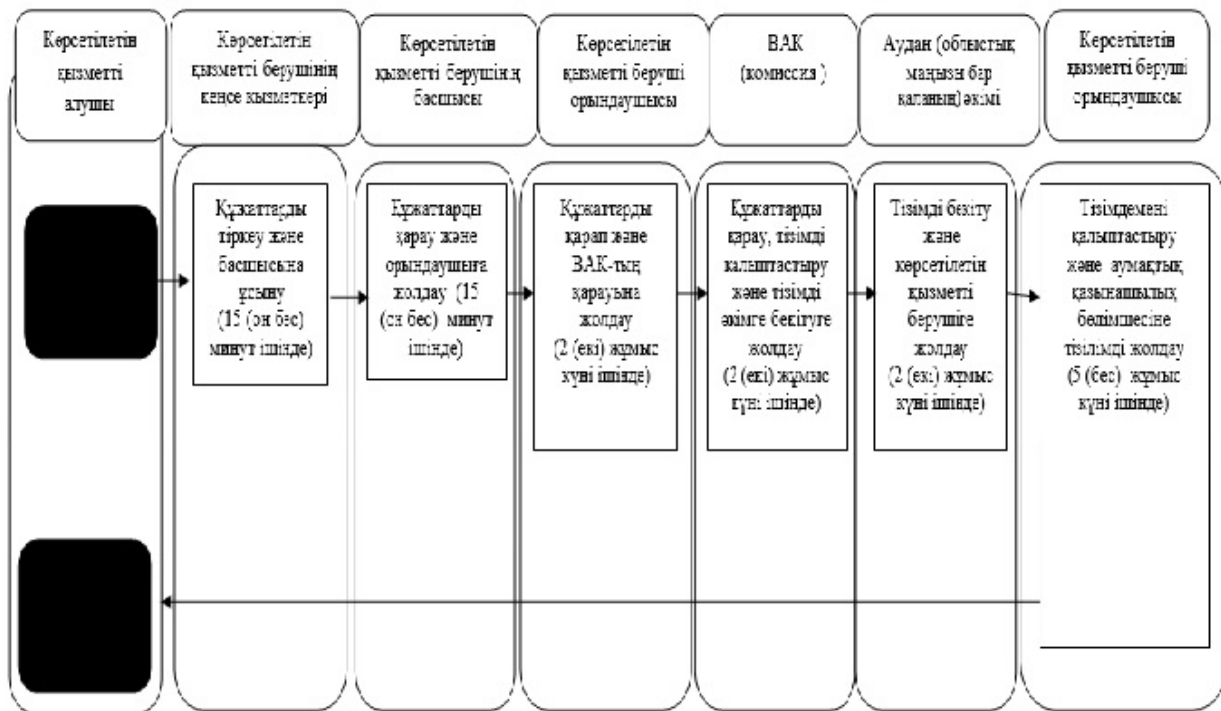 Көрсетілетін
қызметті
алушы
Көрсетілетін
қызметті берушінің
кеңсе қызметкері
Көрсетілетін
қызметті берушінің
басшысы
Көрсетілетін
қызметті беруші
орындаушысы
ВАК
(комиссия )
Аудан (облыстық
маңызы бар
қаланың) әкімі
Көрсетілетін
қызметті беруші
орындаушысы
Құжаттарды
тіркеу және
басшысына
ұсыну
(15 (он бес)
минут ішінде)
Құжаттарды
қарау және
орындаушыға
жолдау (15
(он бес) минут
ішінде)
Құжаттарды
қарап және
ВАК-тың
қарауына
жолдау
(2 (екі) жұмыс
күні ішінде)
Құжаттарды
қарау, тізімді
қалыптастыру
және тізімді
әкімге бекітуге
жолдау
(2 (екі) жұмыс
күні ішінде)
Тізімді бекіту
және
көрсетілетін
қызметті
берушіге
жолдау
(2 (екі) жұмыс
күні ішінде)
Тізімдемені
қалыптастыру
және аумақтық
қазынашылық
бөлімшесіне
тізілімді жолдау
(5 (бес) жұмыс
күні ішінде)